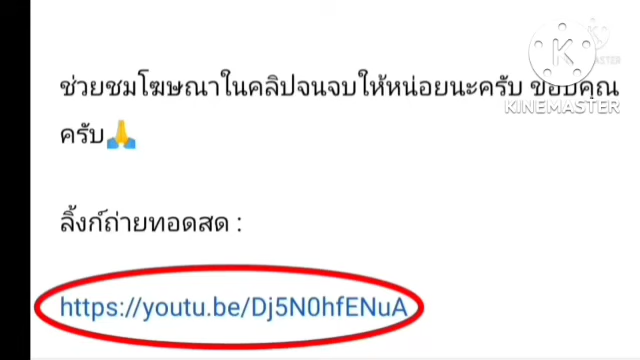 ช่วยชมโฆษณาในคลิปจนจบให้หน่อยนะครับ ขอบคุณ
ครับ🙏
ลิ้งก์ถ่ายทอดสด :
https://youtu.be/Dj5N0hfENuA
K
KINEMASTER